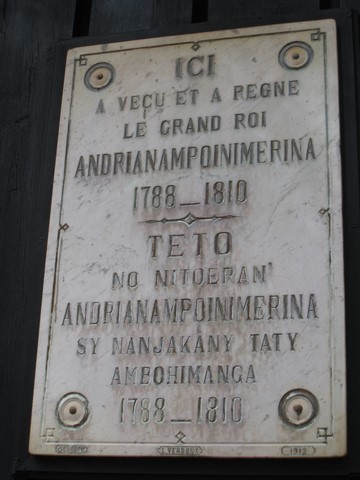 ICI
A VEÇU ET A REGNE
LE GRAND ROI
ANDRIANAMPOINIMERINA
1788_1810
TETO
NO NITOERAN'
ANDRIANAMPOINIMERINA
SY NANJAKANY TATY
AMBOHIMANGA
1788_1810
1912